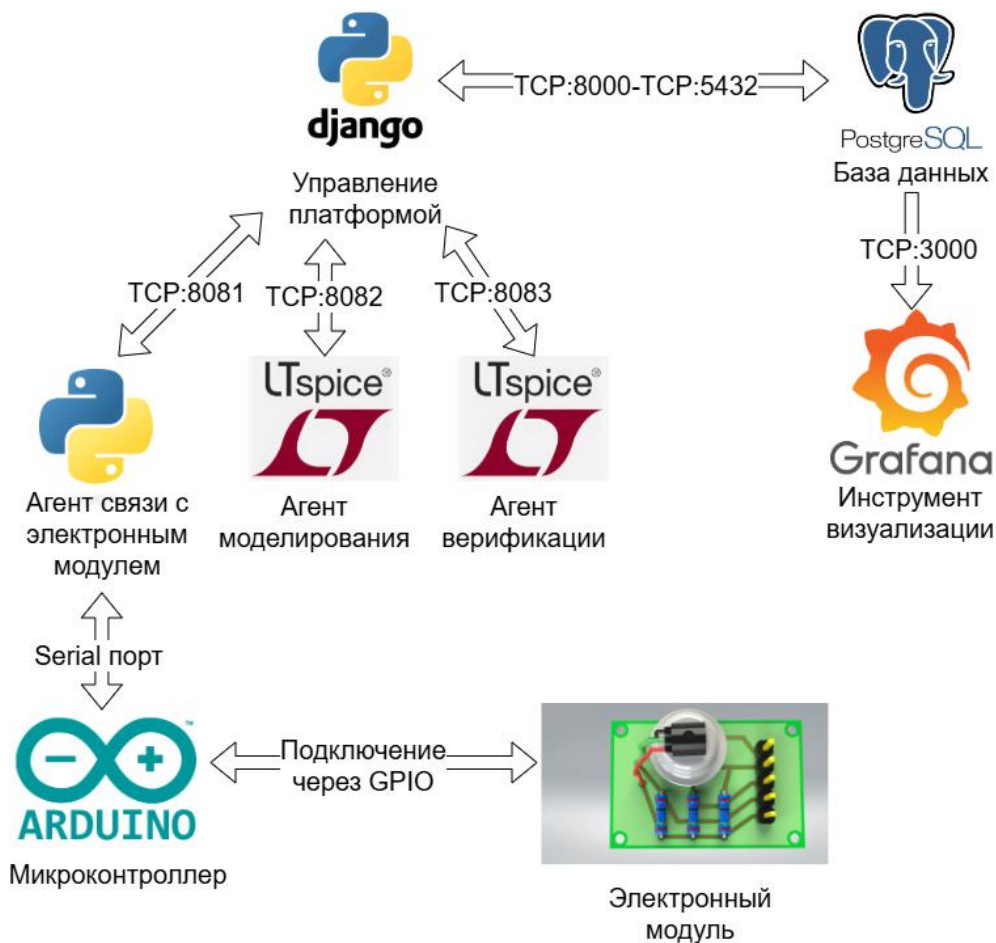 django
TCP:8000-TCP:5432
PostgreSQL
База данных
Управление
платформой
TCP:3000
TCP:8081
TCP:8082
TCP:8083
LTspice®
LTspice®
Grafana
Агент связи с
электронным
модулем
Агент
моделирования
Агент
верификации
Инструмент
визуализации
Serial порт
Подключение
через GPIO
™
ARDUINO
Микроконтроллер
Электронный
модуль